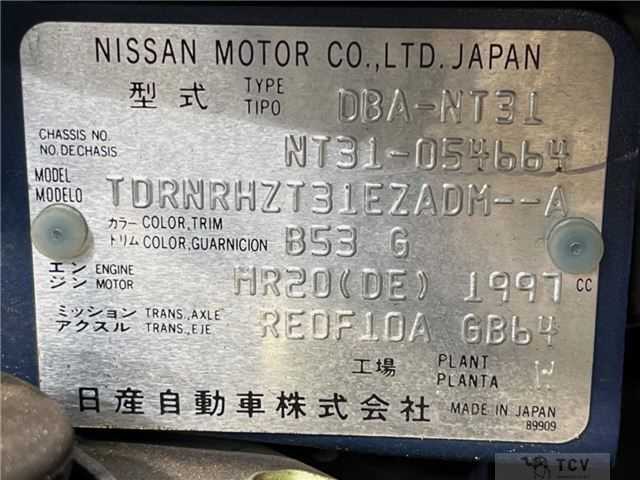 NISSAN MOTOR CO.,LTD. JAPAN
型式 TYPE TIPO DBA-NT31
CHASSIS NO. NO.DECHASIS NT31-054664
MODEL MODELO TDRNRHZT31EZADM--A
カラー COLOR,TRIM
トリム COLOR,GUARNICION B53 G
エンジン ENGINE MOTOR MR20(DE) 1997 CC
ミッション TRANS.,AXLE
アクスル TRANS.,EJE RE0F10A GB64
工場 PLANT PLANTA W
日産自動車株式会社 MADE IN JAPAN
89909
TCV